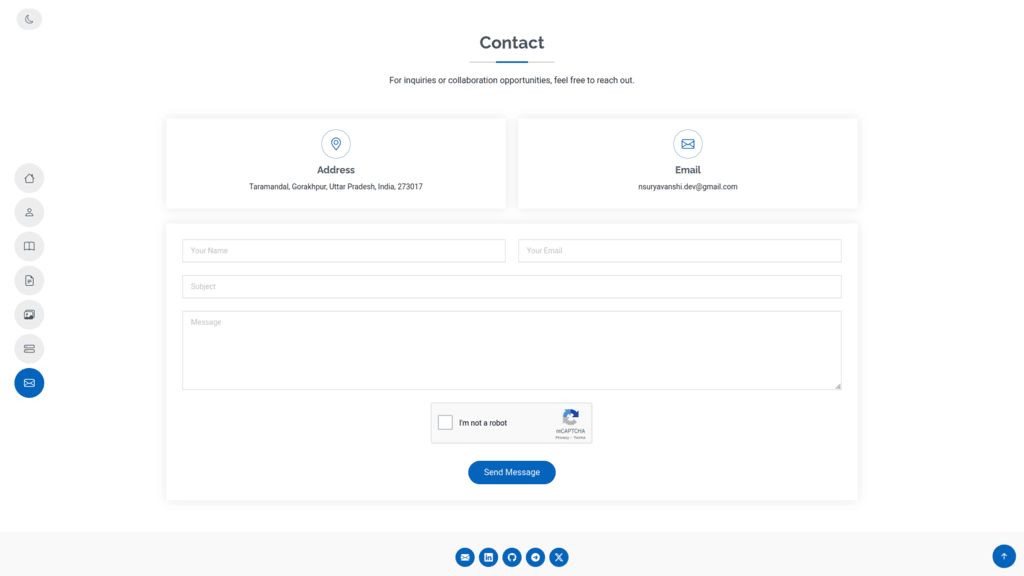 Contact
For inquiries or collaboration opportunities, feel free to reach out.
Address
Taramandal, Gorakhpur, Uttar Pradesh, India, 273017
Email
nsuryavanshi.dev@gmail.com
Your Name
Your Email
Subject
Message
I'm not a robot
reCAPTCHA
Privacy - Terms
Send Message